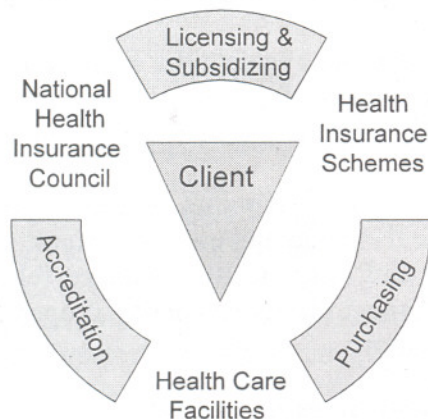 Licensing &
Subsidizing
National
Health
Insurance
Council
Health
Insurance
Schemes
Client
Accreditation
Purchasing
Health Care
Facilities